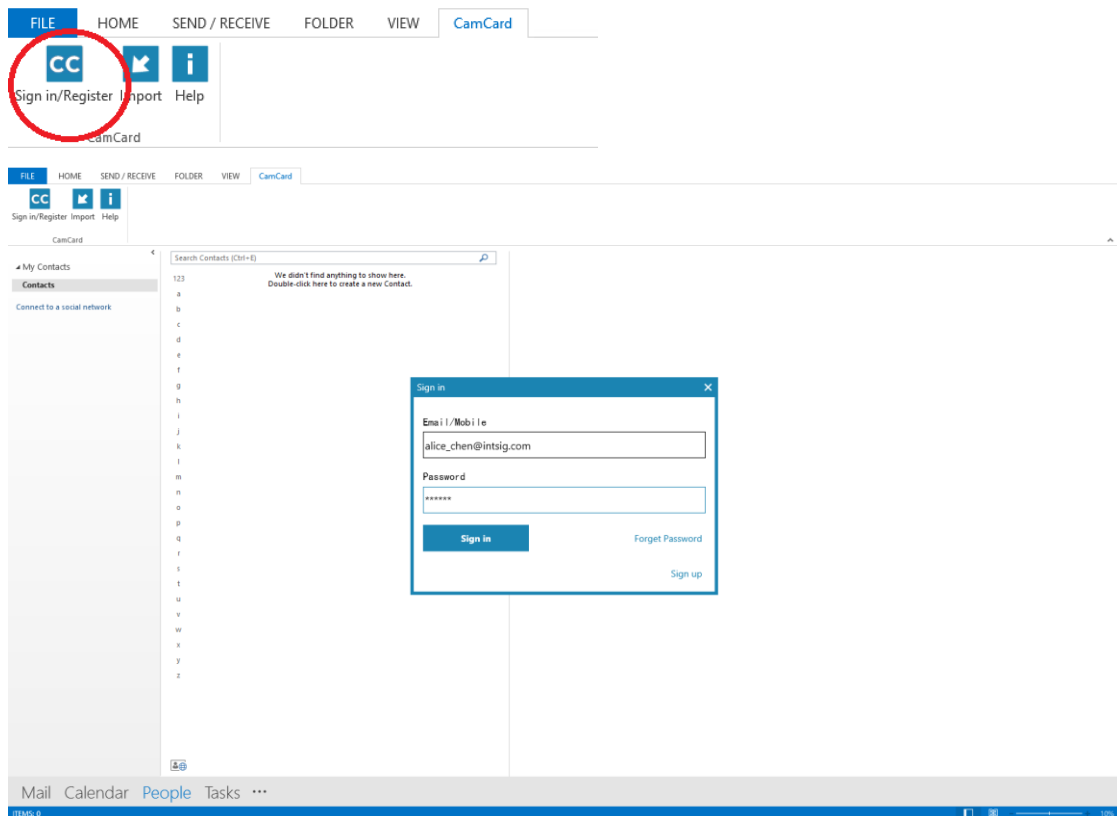 FILE HOME SEND / RECEIVE FOLDER VIEW CamCard
CC i
Sign in/Register Import Help
CamCard
FILE HOME SEND / RECEIVE FOLDER VIEW CamCard
CC i
Sign in/Register Import Help
CamCard
My Contacts
Contacts
Connect to a social network
Search Contacts (Ctrl+E)
We didn't find anything to show here.
Double-click here to create a new Contact.
123
a
b
c
d
e
f
g
h
i
j
k
l
m
n
o
p
q
r
s
t
u
v
w
x
y
z
Sign in
Email/Mobile
alice_chen@intsig.com
Password
******
Sign in Forget Password
Sign up
Mail Calendar People Tasks ···
ITEMS: 0 10%